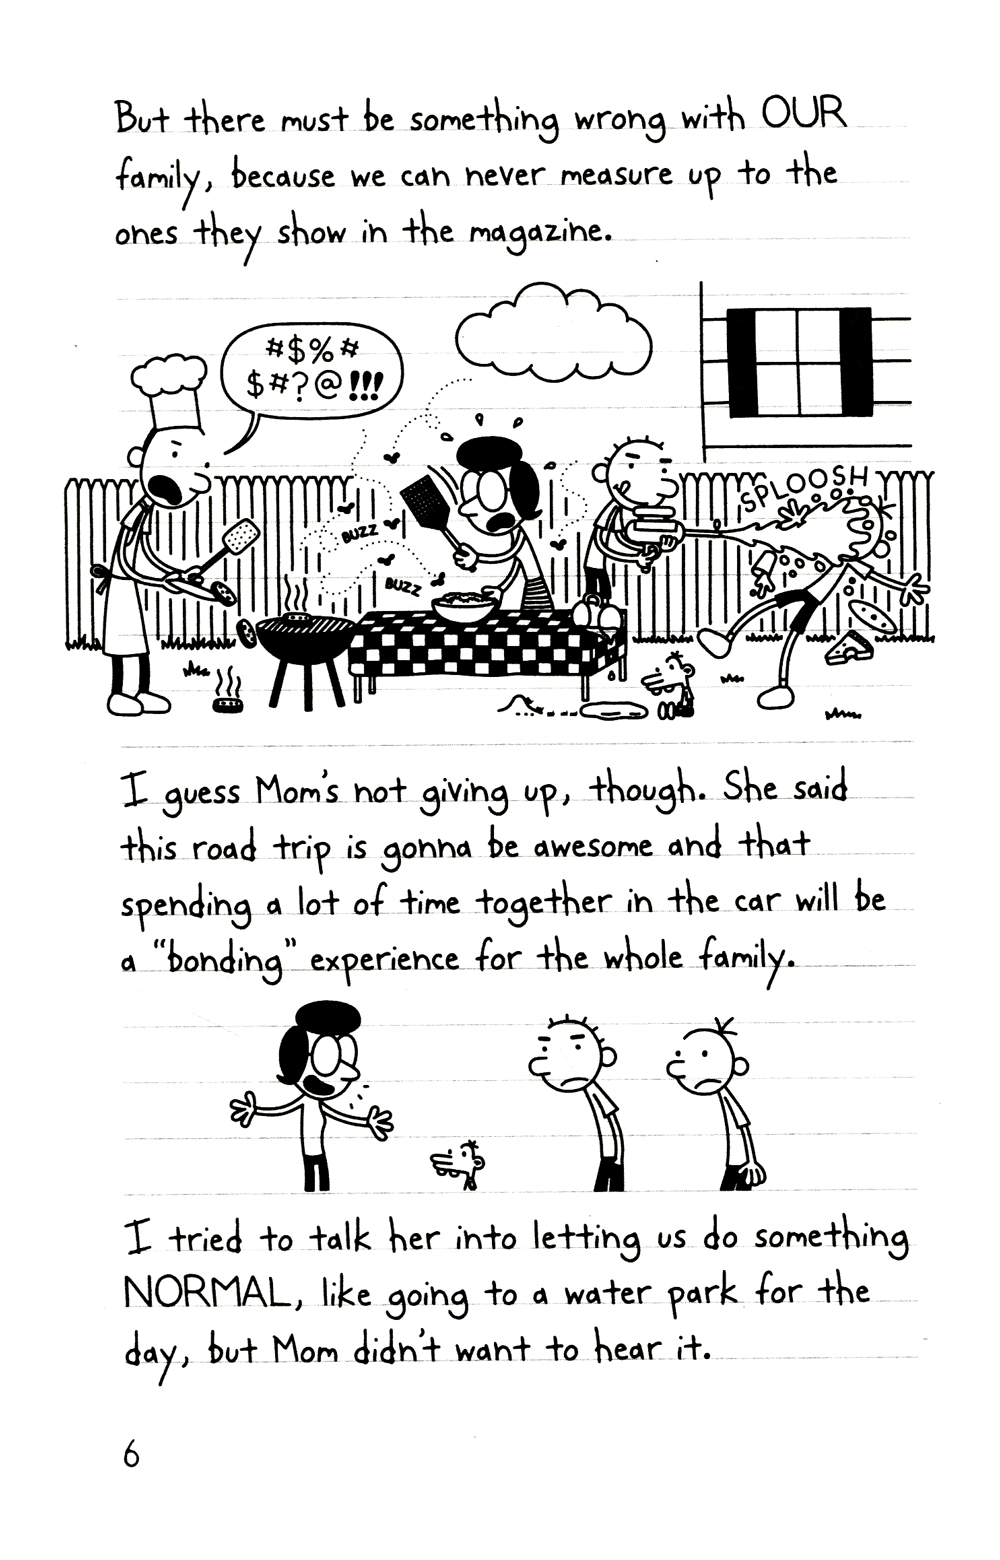 But there must be something wrong with OUR
family, because we can never measure up to the
ones they show in the magazine.
#$%#
$#?@!!!
SPLOOSH
BUZZ
BUZZ
I guess Mom's not giving up, though. She said
this road trip is gonna be awesome and that
spending a lot of time together in the car will be
a "bonding" experience for the whole family.
I tried to talk her into letting us do something
NORMAL, like going to a water park for the
day, but Mom didn't want to hear it.
6